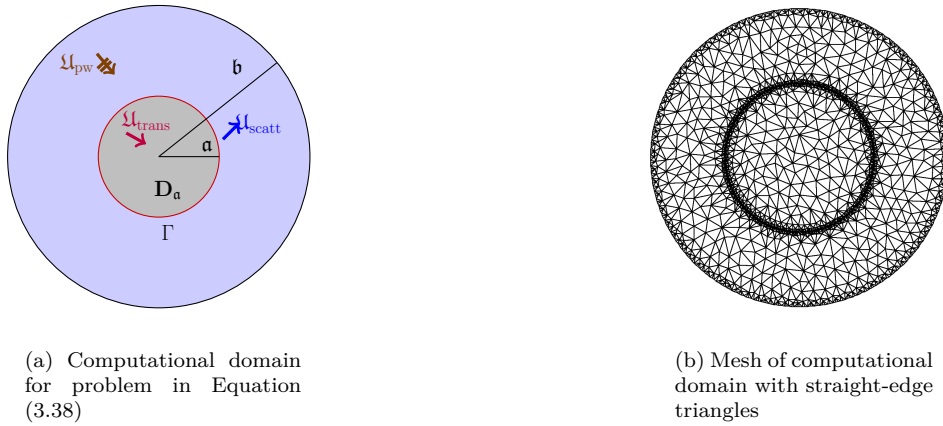 𝔘pw
𝔟
𝔘trans
𝔘scatt
𝔞
D𝔞
Γ
(a) Computational domain
for problem in Equation
(3.38)
(b) Mesh of computational
domain with straight-edge
triangles